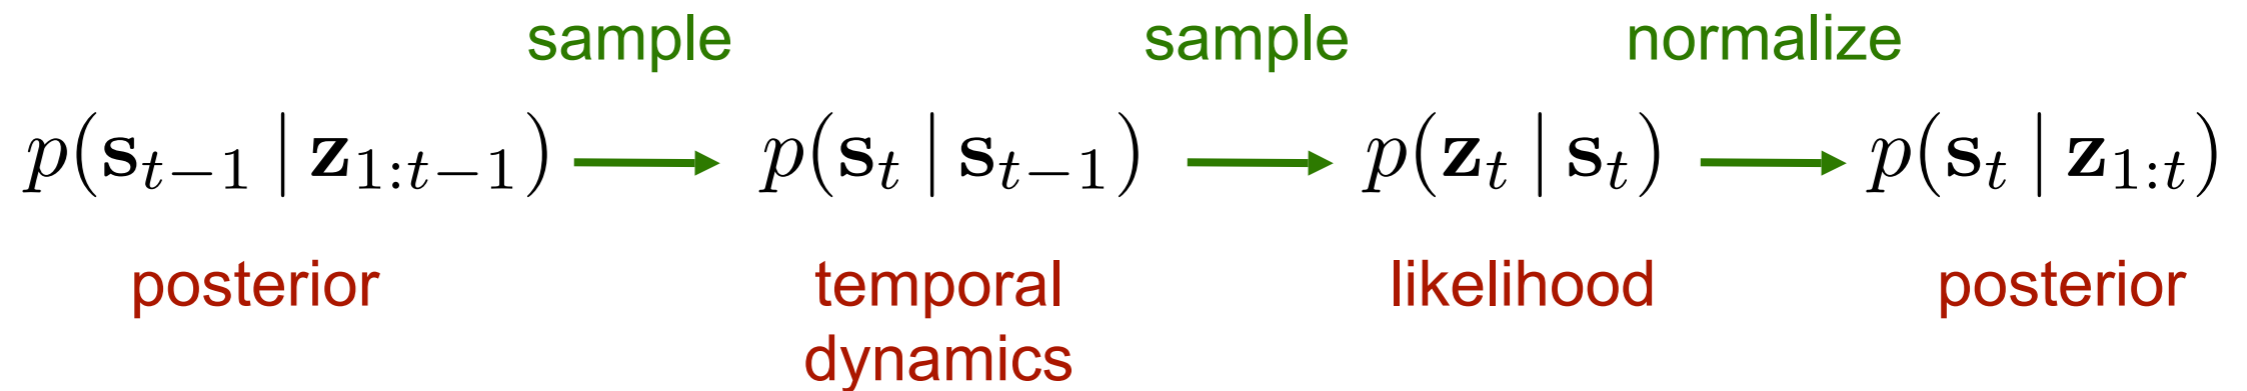 sample sample normalize
p(s_{t−1} | z_{1:t−1}) → p(s_t | s_{t−1}) → p(z_t | s_t) → p(s_t | z_{1:t})
posterior temporal likelihood posterior
dynamics